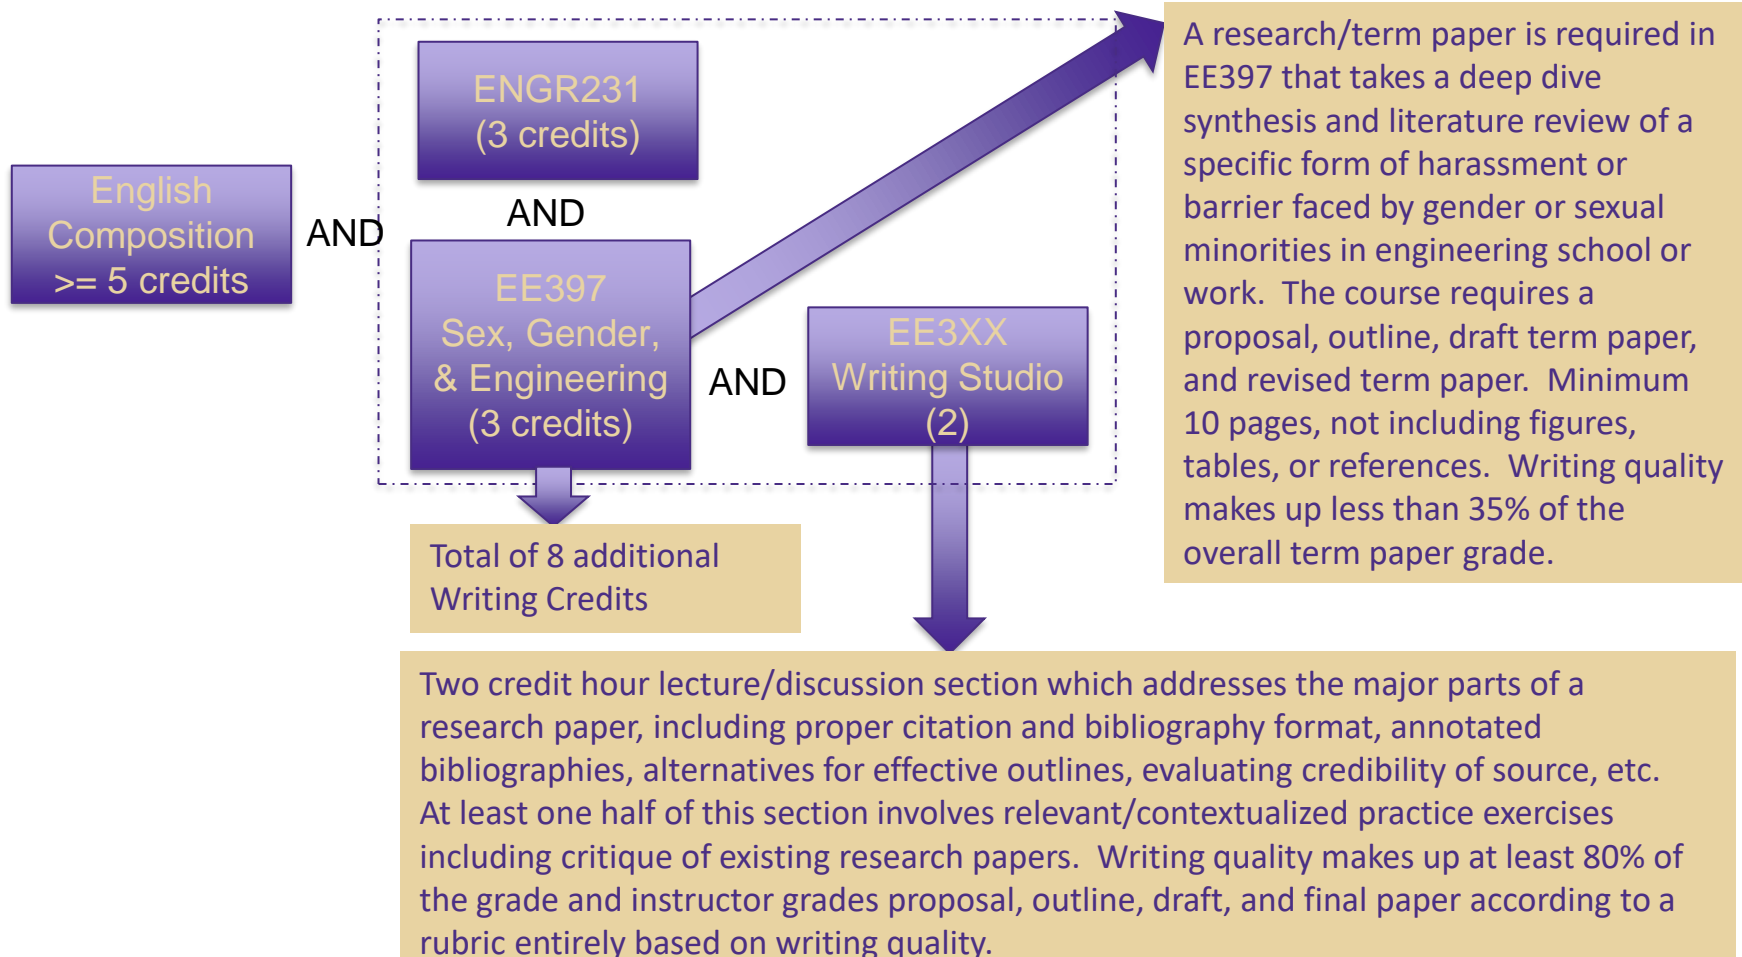 ENGR231
(3 credits)
English
Composition
>= 5 credits
AND
AND
EE397
Sex, Gender,
& Engineering
(3 credits)
AND
EE3XX
Writing Studio
(2)
A research/term paper is required in
EE397 that takes a deep dive
synthesis and literature review of a
specific form of harassment or
barrier faced by gender or sexual
minorities in engineering school or
work.  The course requires a
proposal, outline, draft term paper,
and revised term paper.  Minimum
10 pages, not including figures,
tables, or references.  Writing quality
makes up less than 35% of the
overall term paper grade.
Total of 8 additional
Writing Credits
Two credit hour lecture/discussion section which addresses the major parts of a
research paper, including proper citation and bibliography format, annotated
bibliographies, alternatives for effective outlines, evaluating credibility of source, etc.
At least one half of this section involves relevant/contextualized practice exercises
including critique of existing research papers.  Writing quality makes up at least 80% of
the grade and instructor grades proposal, outline, draft, and final paper according to a
rubric entirely based on writing quality.